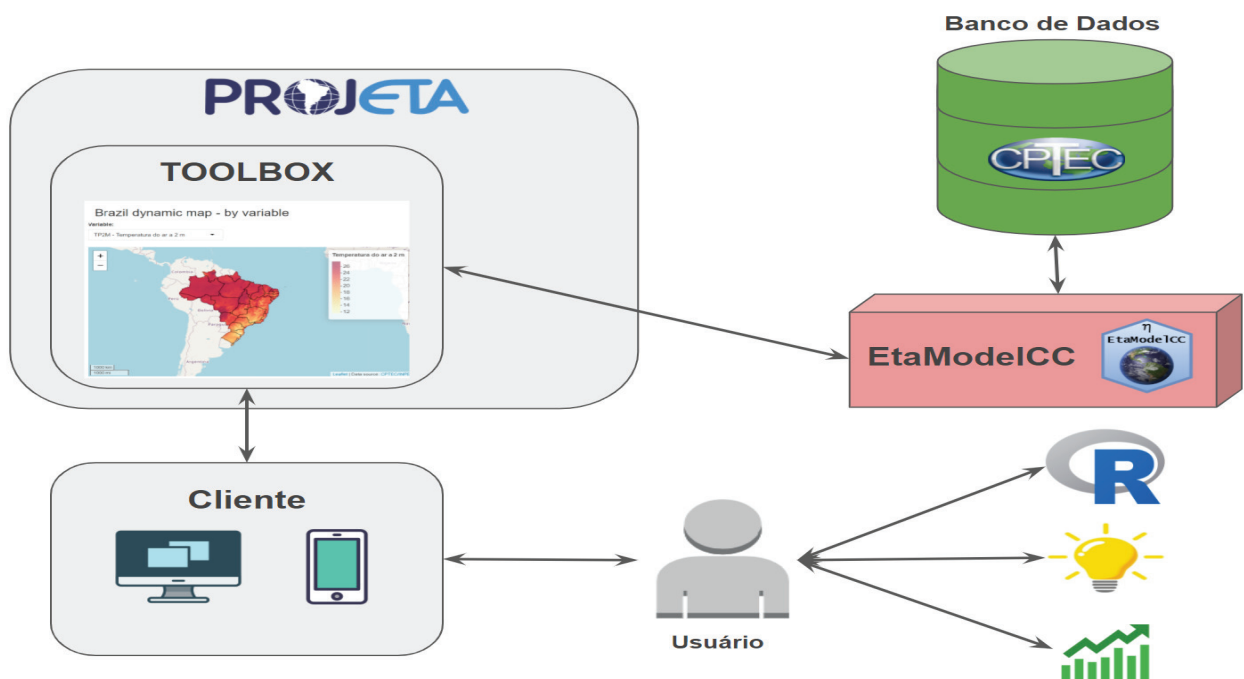 Banco de Dados
PROJETA
CPTEC
TOOLBOX
Brazil dynamic map - by variable
Variable:
TP2M - Temperatura do ar a 2 m
+
−
Temperatura do ar a 2 m
26
24
22
20
18
16
14
12
EtaModelCC
η
EtaModelCC
Cliente
R
Usuário